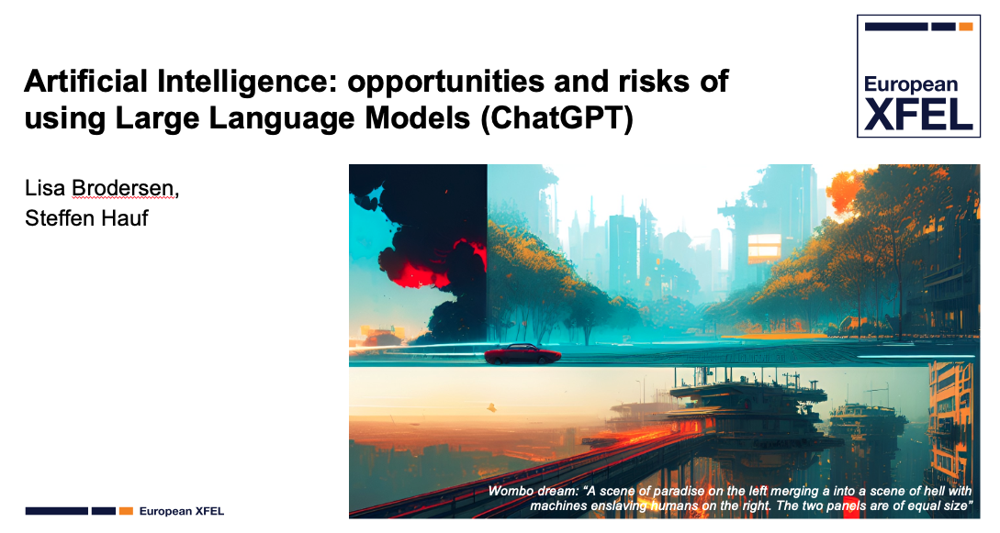 Artificial Intelligence: opportunities and risks of
using Large Language Models (ChatGPT)
European
XFEL
Lisa Brodersen,
Steffen Hauf
Wombo dream: “A scene of paradise on the left merging a into a scene of hell with
machines enslaving humans on the right. The two panels are of equal size”
European XFEL